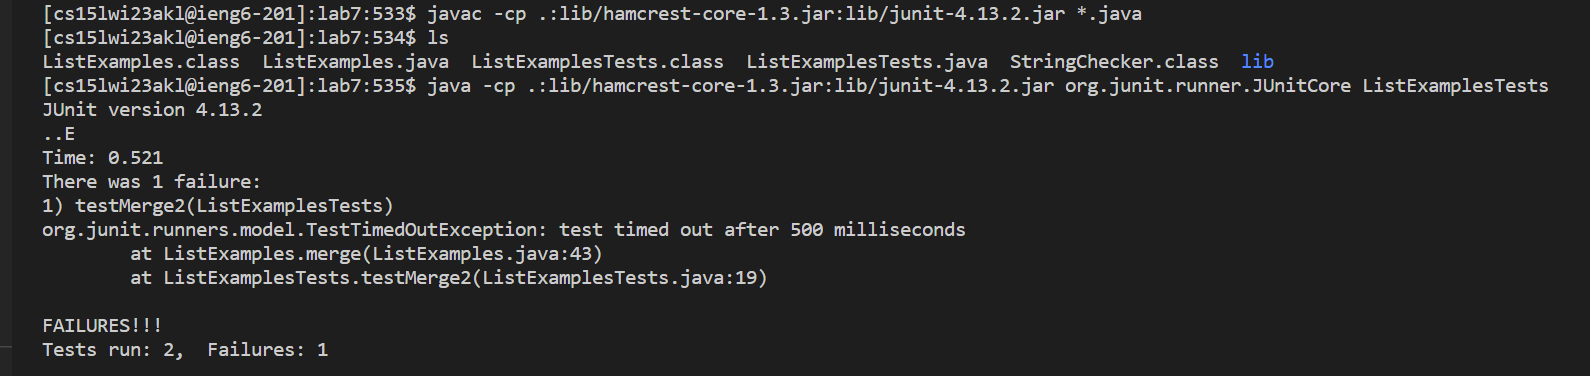 [cs15lwi23akl@ieng6-201]:lab7:533$ javac -cp .:lib/hamcrest-core-1.3.jar:lib/junit-4.13.2.jar *.java
[cs15lwi23akl@ieng6-201]:lab7:534$ ls
ListExamples.class  ListExamples.java  ListExamplesTests.class  ListExamplesTests.java  StringChecker.class  lib
[cs15lwi23akl@ieng6-201]:lab7:535$ java -cp .:lib/hamcrest-core-1.3.jar:lib/junit-4.13.2.jar org.junit.runner.JUnitCore ListExamplesTests
JUnit version 4.13.2
..E
Time: 0.521
There was 1 failure:
1) testMerge2(ListExamplesTests)
org.junit.runners.model.TestTimedOutException: test timed out after 500 milliseconds
        at ListExamples.merge(ListExamples.java:43)
        at ListExamplesTests.testMerge2(ListExamplesTests.java:19)

FAILURES!!!
Tests run: 2,  Failures: 1